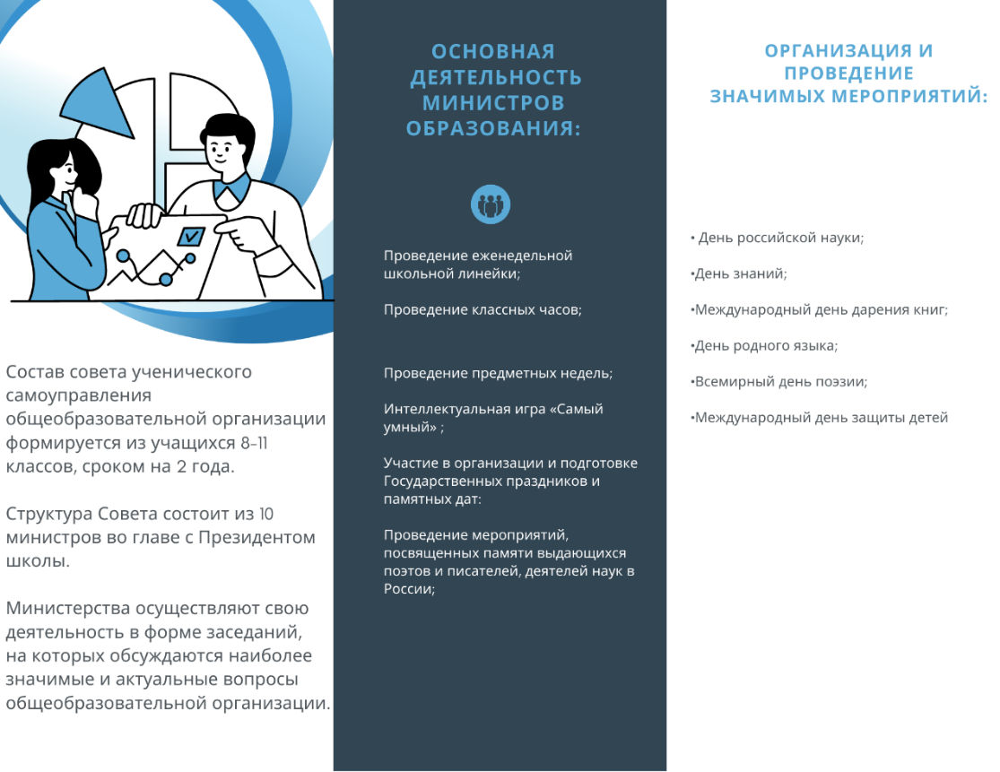 Состав совета ученического
самоуправления
общеобразовательной организации
формируется из учащихся 8-11
классов, сроком на 2 года.
Структура Совета состоит из 10
министров во главе с Президентом
школы.
Министерства осуществляют свою
деятельность в форме заседаний,
на которых обсуждаются наиболее
значимые и актуальные вопросы
общеобразовательной организации.
ОСНОВНАЯ
ДЕЯТЕЛЬНОСТЬ
МИНИСТРОВ
ОБРАЗОВАНИЯ:
Проведение еженедельной
школьной линейки;
Проведение классных часов;
Проведение предметных недель;
Интеллектуальная игра «Самый
умный» ;
Участие в организации и подготовке
Государственных праздников и
памятных дат:
Проведение мероприятий,
посвященных памяти выдающихся
поэтов и писателей, деятелей наук в
России;
ОРГАНИЗАЦИЯ И
ПРОВЕДЕНИЕ
ЗНАЧИМЫХ МЕРОПРИЯТИЙ:
• День российской науки;
•День знаний;
•Международный день дарения книг;
•День родного языка;
•Всемирный день поэзии;
•Международный день защиты детей